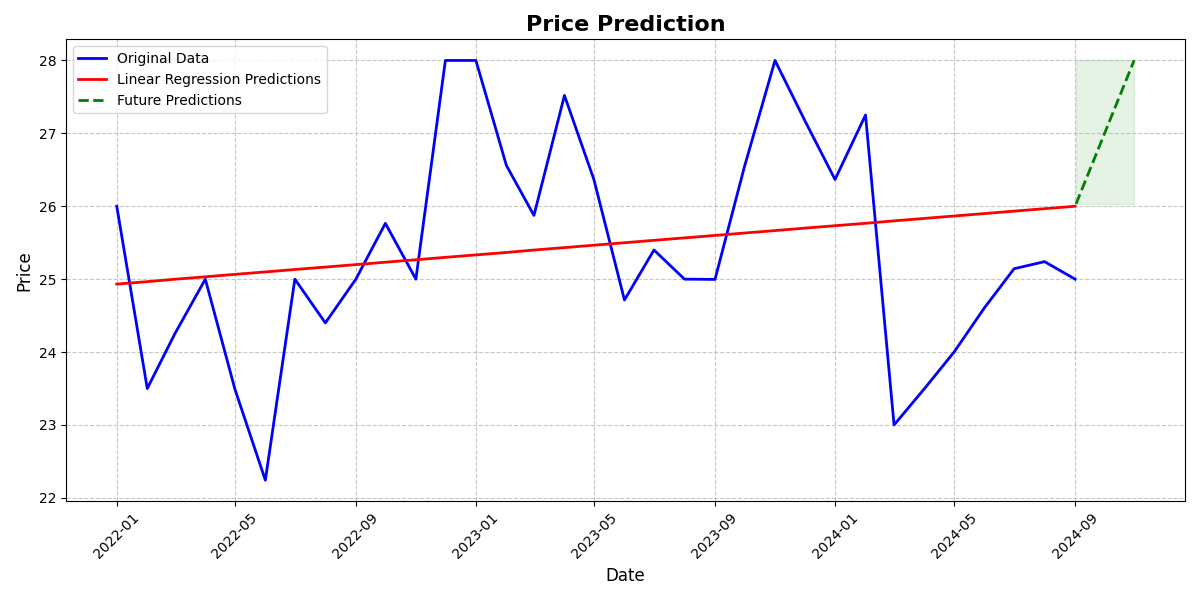 Price Prediction
Original Data
Linear Regression Predictions
Future Predictions
28
27
26
25
24
23
22
Price
2022-01
2022-05
2022-09
2023-01
2023-05
2023-09
2024-01
2024-05
2024-09
Date